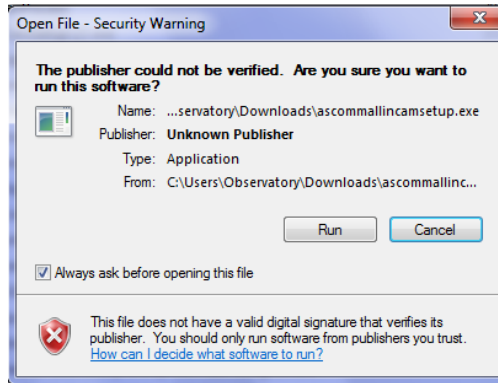 Open File - Security Warning
The publisher could not be verified. Are you sure you want to
run this software?
Name: ...servatory\Downloads\ascommallincamsetup.exe
Publisher: Unknown Publisher
Type: Application
From: C:\Users\Observatory\Downloads\ascommallinc...
Run Cancel
Always ask before opening this file
This file does not have a valid digital signature that verifies its
publisher. You should only run software from publishers you trust.
How can I decide what software to run?